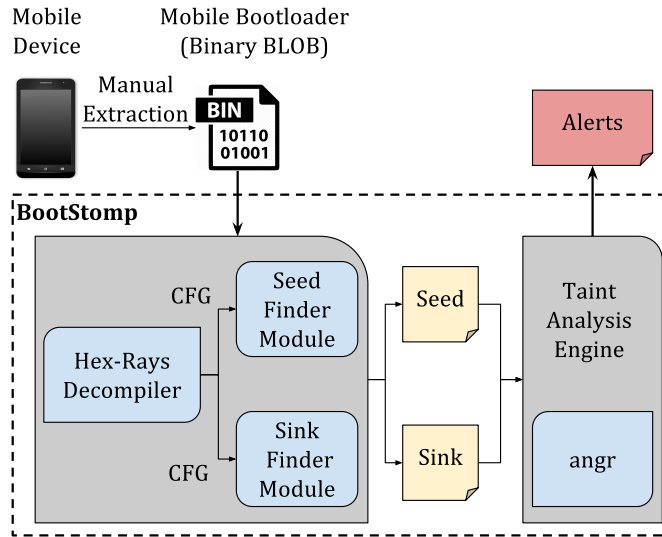 Mobile
Device
Mobile Bootloader
(Binary BLOB)
Manual
Extraction
BIN
10110
01001
Alerts
BootStomp
CFG
Seed
Finder
Module
Hex-Rays
Decompiler
CFG
Sink
Finder
Module
Seed
Sink
Taint
Analysis
Engine
angr